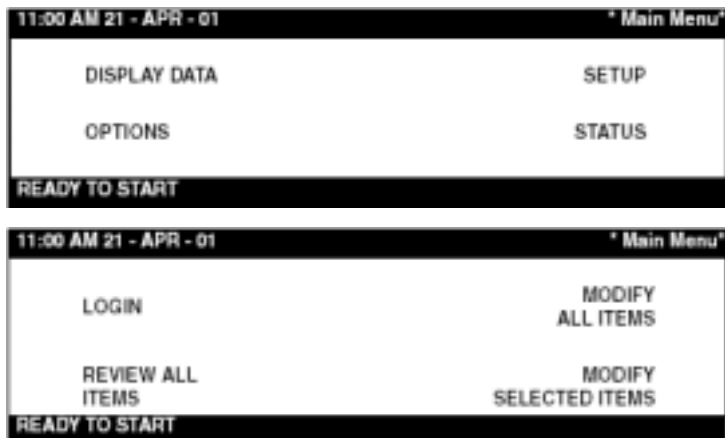 11:00 AM 21 - APR - 01 * Main Menu*
DISPLAY DATA SETUP
OPTIONS STATUS
READY TO START
11:00 AM 21 - APR - 01 * Main Menu*
LOGIN MODIFY
ALL ITEMS
REVIEW ALL MODIFY
ITEMS SELECTED ITEMS
READY TO START